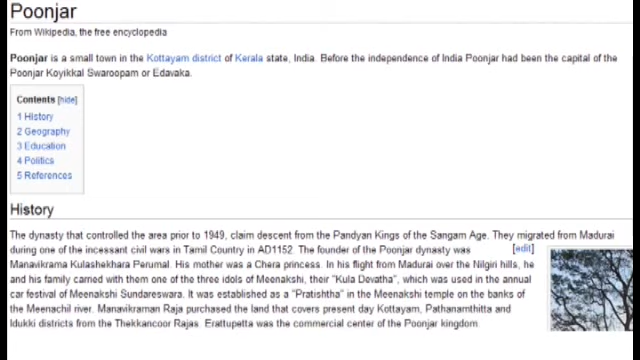 Poonjar
From Wikipedia, the free encyclopedia
Poonjar is a small town in the Kottayam district of Kerala state, India. Before the independence of India Poonjar had been the capital of the
Poonjar Koyikkal Swaroopam or Edavaka.
Contents [hide]
1 History
2 Geography
3 Education
4 Politics
5 References
History
The dynasty that controlled the area prior to 1949, claim descent from the Pandyan Kings of the Sangam Age. They migrated from Madurai
during one of the incessant civil wars in Tamil Country in AD1152. The founder of the Poonjar dynasty was [edit]
Manavikrama Kulashekhara Perumal. His mother was a Chera princess. In his flight from Madurai over the Nilgiri hills, he
and his family carried with them one of the three idols of Meenakshi, their "Kula Devatha", which was used in the annual
car festival of Meenakshi Sundareswara. It was established as a "Pratishtha" in the Meenakshi temple on the banks of
the Meenachil river. Manavikraman Raja purchased the land that covers present day Kottayam, Pathanamthitta and
Idukki districts from the Thekkancoor Rajas. Erattupetta was the commercial center of the Poonjar kingdom.